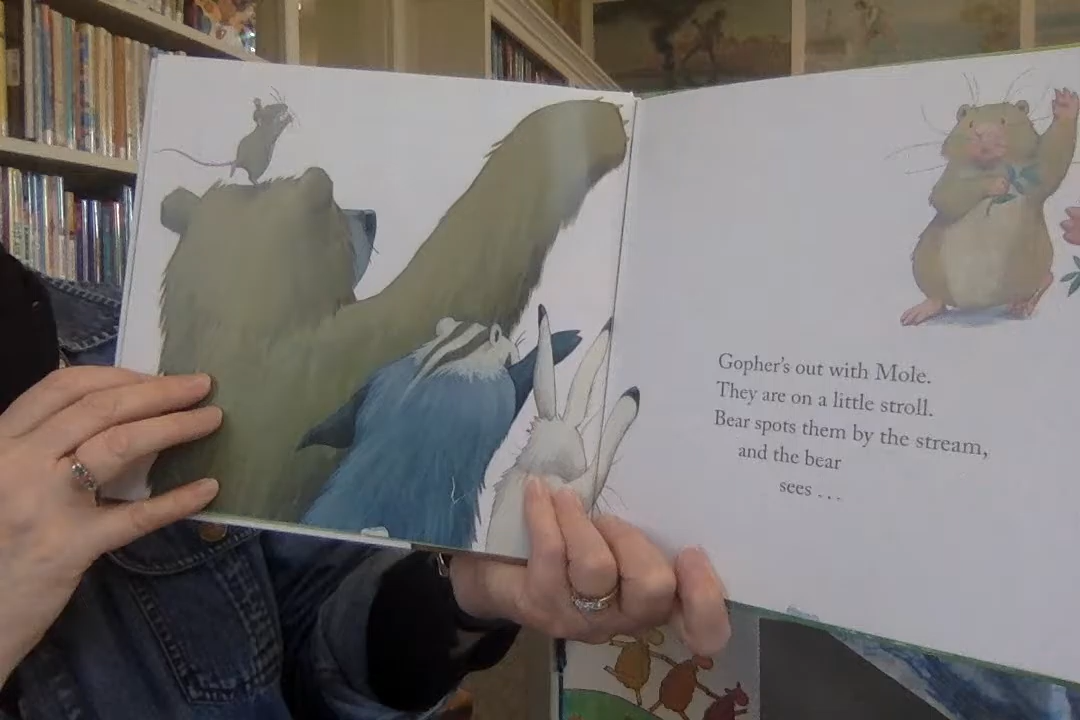 Gopher's out with Mole.
They are on a little stroll.
Bear spots them by the stream,
and the bear
sees . . .